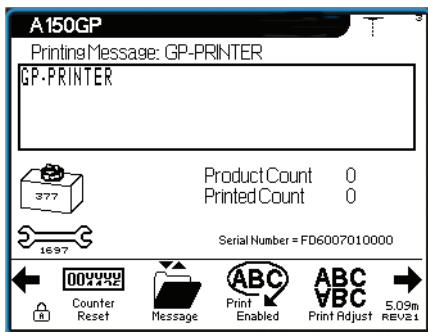 A150GP
3
Printing Message: GP-PRINTER
GP-PRINTER
377
Product Count 0
Printed Count 0
1697
Serial Number = FD6007010000
ABC
ABC
ABC
A
Counter Reset
Message
Print Enabled
Print Adjust
5.09m
REV21